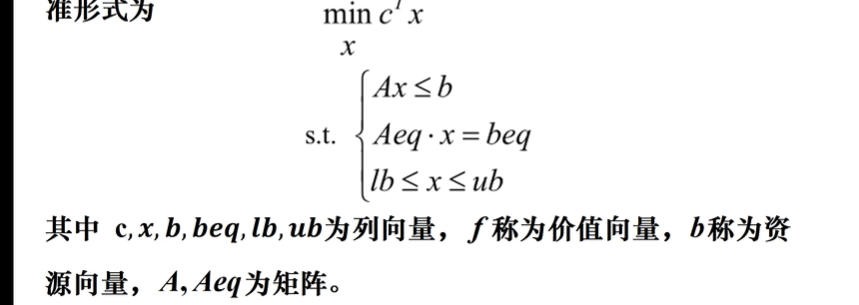 准形式为 min cᵀ x
x
Ax ≤ b
s.t. { Aeq · x = beq
lb ≤ x ≤ ub
其中 c, x, b, beq, lb, ub为列向量，f 称为价值向量，b称为资
源向量，A, Aeq为矩阵。